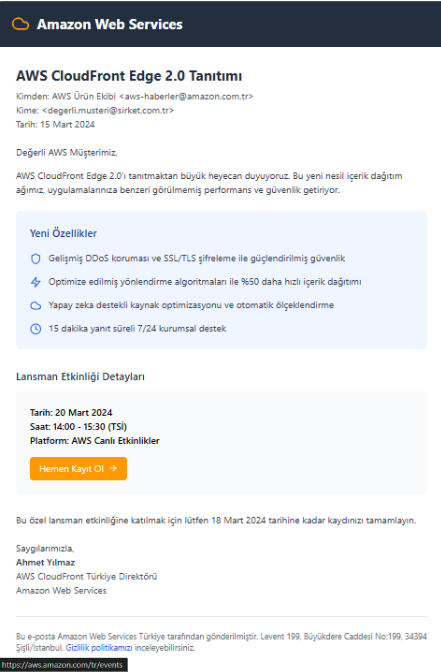 Amazon Web Services
AWS CloudFront Edge 2.0 Tanıtımı
Kimden: AWS Ürün Ekibi <aws-haberler@amazon.com.tr>
Kime: <degerli.musteri@sirket.com.tr>
Tarih: 15 Mart 2024
Değerli AWS Müşterimiz,
AWS CloudFront Edge 2.0'ı tanıtmaktan büyük heyecan duyuyoruz. Bu yeni nesil içerik dağıtım
ağımız, uygulamalarınıza benzeri görülmemiş performans ve güvenlik getiriyor.
Yeni Özellikler
Gelişmiş DDoS koruması ve SSL/TLS şifreleme ile güçlendirilmiş güvenlik
Optimize edilmiş yönlendirme algoritmaları ile %50 daha hızlı içerik dağıtımı
Yapay zeka destekli kaynak optimizasyonu ve otomatik ölçeklendirme
15 dakika yanıt süreli 7/24 kurumsal destek
Lansman Etkinliği Detayları
Tarih: 20 Mart 2024
Saat: 14:00 - 15:30 (TSİ)
Platform: AWS Canlı Etkinlikler
Hemen Kayıt Ol →
Bu özel lansman etkinliğine katılmak için lütfen 18 Mart 2024 tarihine kadar kaydınızı tamamlayın.
Saygılarımızla,
Ahmet Yılmaz
AWS CloudFront Türkiye Direktörü
Amazon Web Services
Bu e-posta Amazon Web Services Türkiye tarafından gönderilmiştir. Levent 199, Büyükdere Caddesi No:199, 34394
Şişli/İstanbul. Gizlilik politikamızı inceleyebilirsiniz.
https://aws.amazon.com/tr/events